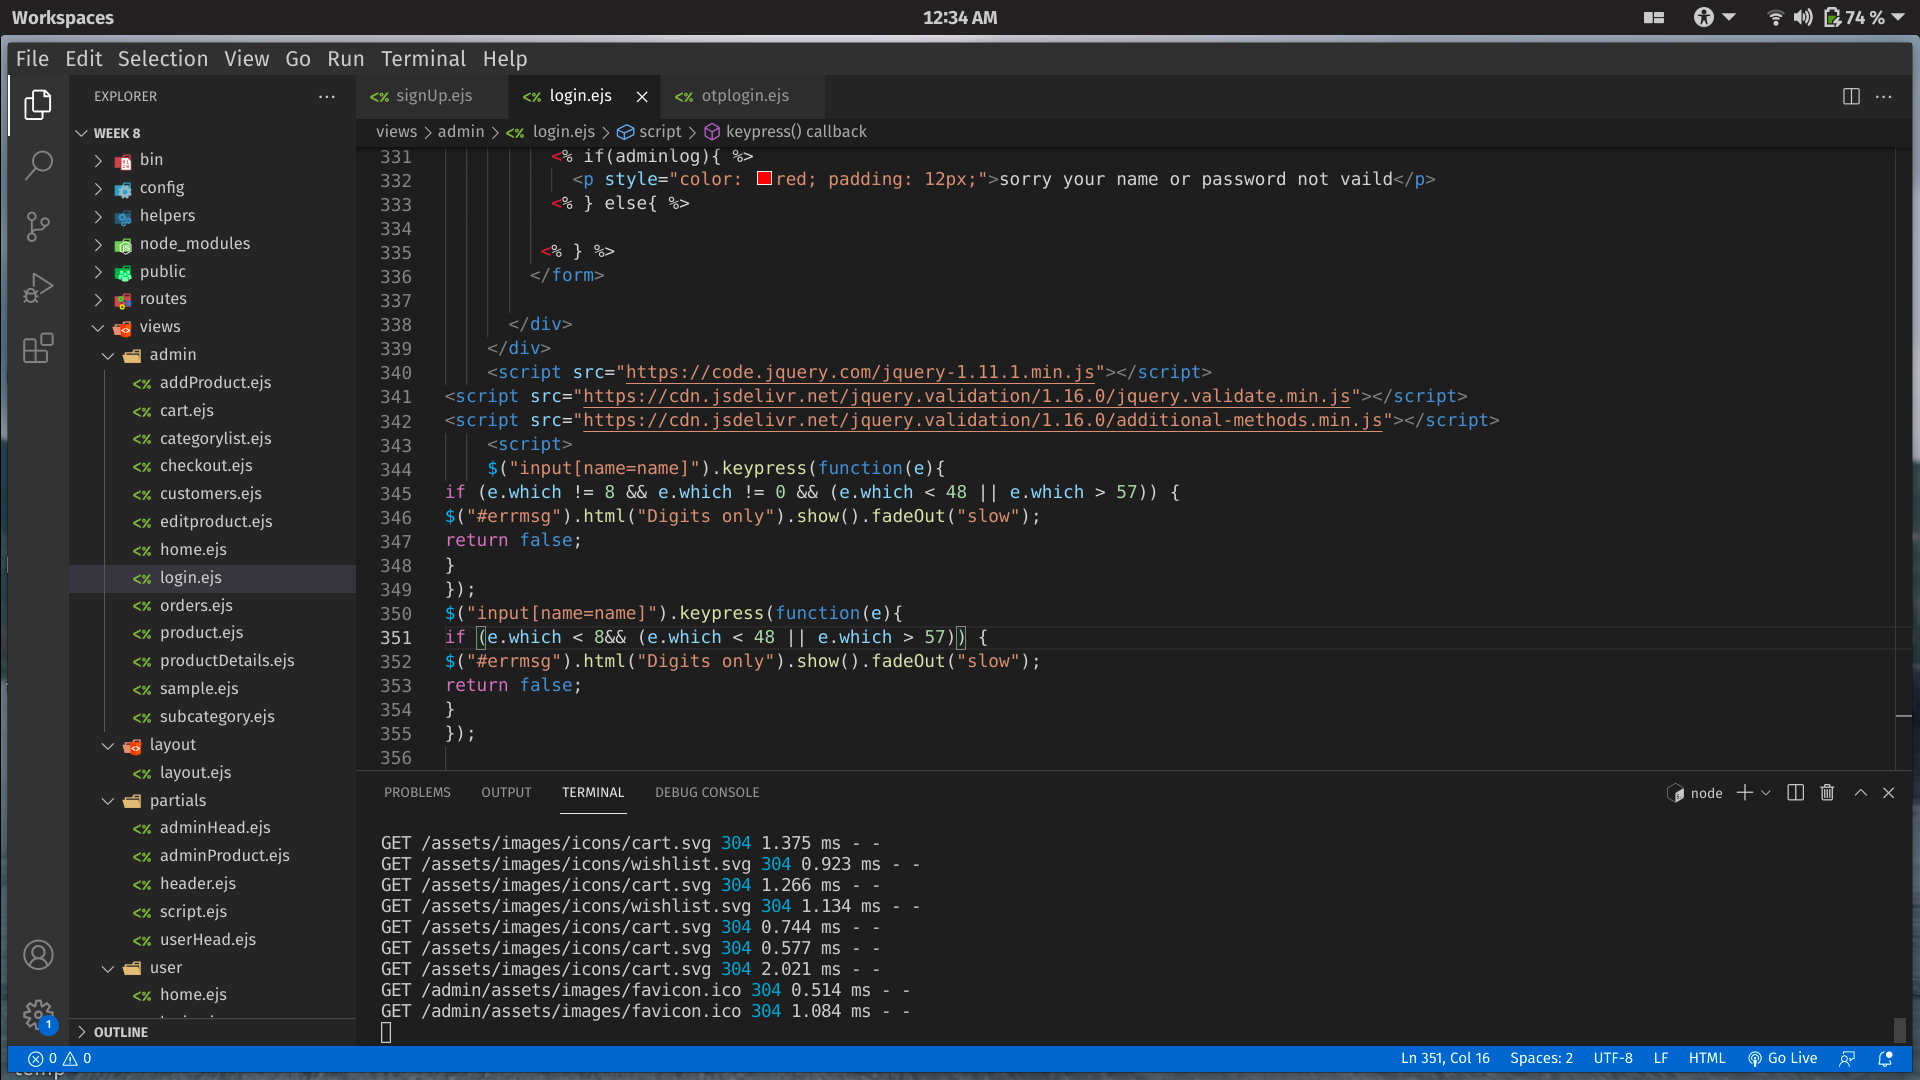 Workspaces
12:34 AM
74 %
File Edit Selection View Go Run Terminal Help
EXPLORER
WEEK 8
bin
config
helpers
node_modules
public
routes
views
admin
<% addProduct.ejs
<% cart.ejs
<% categorylist.ejs
<% checkout.ejs
<% customers.ejs
<% editproduct.ejs
<% home.ejs
<% login.ejs
<% orders.ejs
<% product.ejs
<% productDetails.ejs
<% sample.ejs
<% subcategory.ejs
layout
<% layout.ejs
partials
<% adminHead.ejs
<% adminProduct.ejs
<% header.ejs
<% script.ejs
<% userHead.ejs
user
<% home.ejs
OUTLINE
1
<% signUp.ejs <% login.ejs <% otplogin.ejs
views > admin > <% login.ejs > script > keypress() callback
331 <% if(adminlog){ %>
332 <p style="color: red; padding: 12px;">sorry your name or password not vaild</p>
333 <% } else{ %>
334
335 <% } %>
336 </form>
337
338 </div>
339 </div>
340 <script src="https://code.jquery.com/jquery-1.11.1.min.js"></script>
341 <script src="https://cdn.jsdelivr.net/jquery.validation/1.16.0/jquery.validate.min.js"></script>
342 <script src="https://cdn.jsdelivr.net/jquery.validation/1.16.0/additional-methods.min.js"></script>
343 <script>
344 $("input[name=name]").keypress(function(e){
345 if (e.which != 8 && e.which != 0 && (e.which < 48 || e.which > 57)) {
346 $("#errmsg").html("Digits only").show().fadeOut("slow");
347 return false;
348 }
349 });
350 $("input[name=name]").keypress(function(e){
351 if (e.which < 8&& (e.which < 48 || e.which > 57)) {
352 $("#errmsg").html("Digits only").show().fadeOut("slow");
353 return false;
354 }
355 });
356
PROBLEMS OUTPUT TERMINAL DEBUG CONSOLE
node
GET /assets/images/icons/cart.svg 304 1.375 ms - -
GET /assets/images/icons/wishlist.svg 304 0.923 ms - -
GET /assets/images/icons/cart.svg 304 1.266 ms - -
GET /assets/images/icons/wishlist.svg 304 1.134 ms - -
GET /assets/images/icons/cart.svg 304 0.744 ms - -
GET /assets/images/icons/cart.svg 304 0.577 ms - -
GET /assets/images/icons/cart.svg 304 2.021 ms - -
GET /admin/assets/images/favicon.ico 304 0.514 ms - -
GET /admin/assets/images/favicon.ico 304 1.084 ms - -
0 0
Ln 351, Col 16 Spaces: 2 UTF-8 LF HTML Go Live